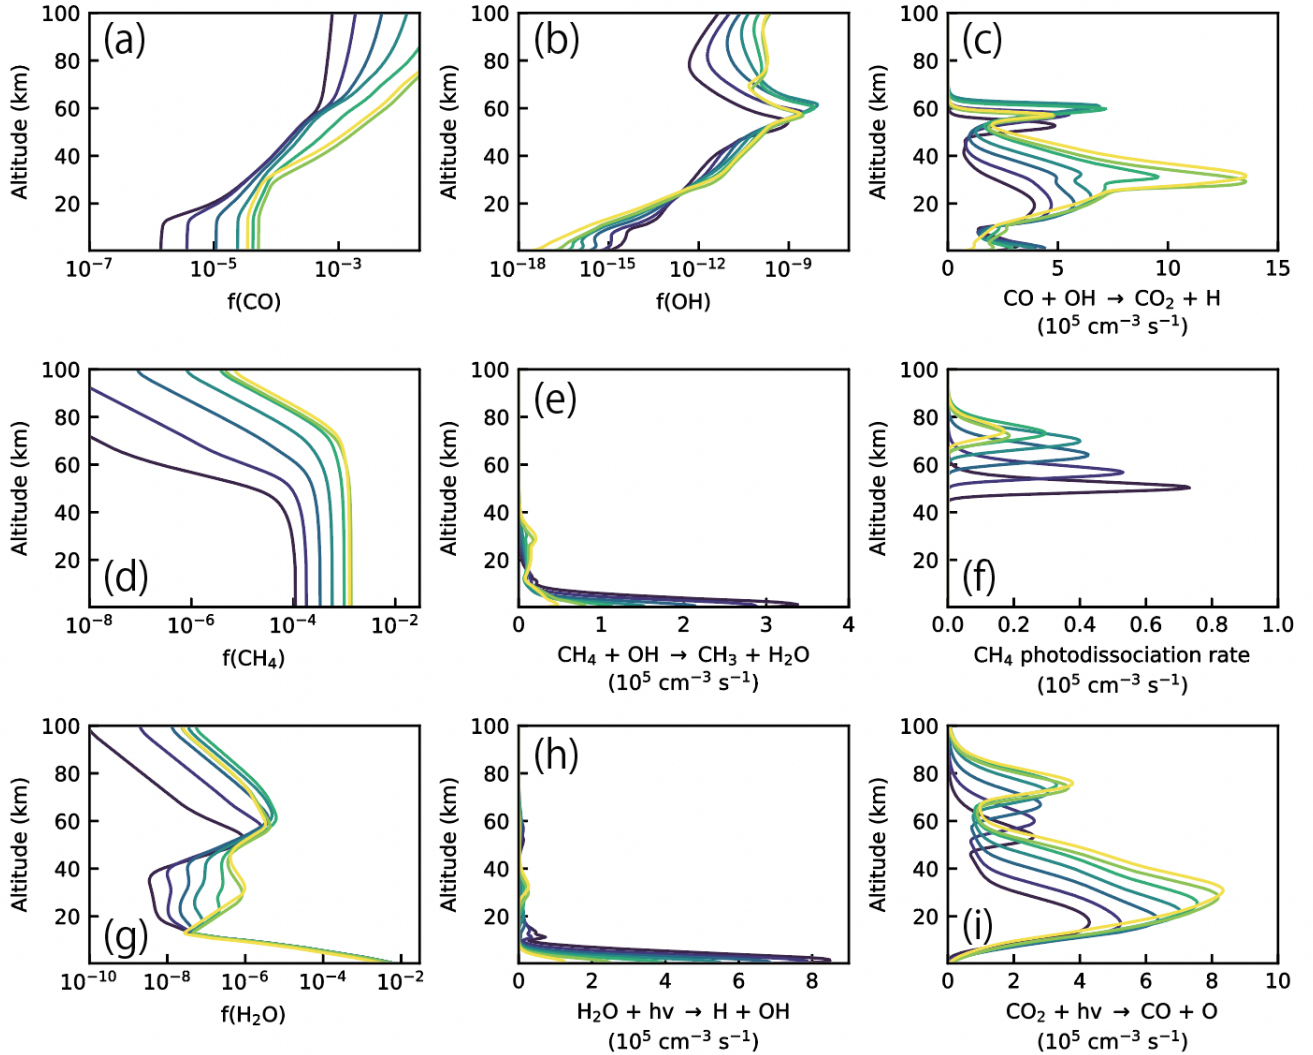 100
80
60
40
20
Altitude (km)
(a)
10⁻⁷
10⁻⁵
10⁻³
f(CO)
100
80
60
40
20
Altitude (km)
(b)
10⁻¹⁸
10⁻¹⁵
10⁻¹²
10⁻⁹
f(OH)
100
80
60
40
20
Altitude (km)
(c)
0
5
10
15
CO + OH → CO₂ + H
(10⁵ cm⁻³ s⁻¹)
100
80
60
40
20
Altitude (km)
(d)
10⁻⁸
10⁻⁶
10⁻⁴
10⁻²
f(CH₄)
100
80
60
40
20
Altitude (km)
(e)
0
1
2
3
4
CH₄ + OH → CH₃ + H₂O
(10⁵ cm⁻³ s⁻¹)
100
80
60
40
20
Altitude (km)
(f)
0.0
0.2
0.4
0.6
0.8
1.0
CH₄ photodissociation rate
(10⁵ cm⁻³ s⁻¹)
100
80
60
40
20
Altitude (km)
(g)
10⁻¹⁰
10⁻⁸
10⁻⁶
10⁻⁴
10⁻²
f(H₂O)
100
80
60
40
20
Altitude (km)
(h)
0
2
4
6
8
H₂O + hν → H + OH
(10⁵ cm⁻³ s⁻¹)
100
80
60
40
20
Altitude (km)
(i)
0
2
4
6
8
10
CO₂ + hν → CO + O
(10⁵ cm⁻³ s⁻¹)